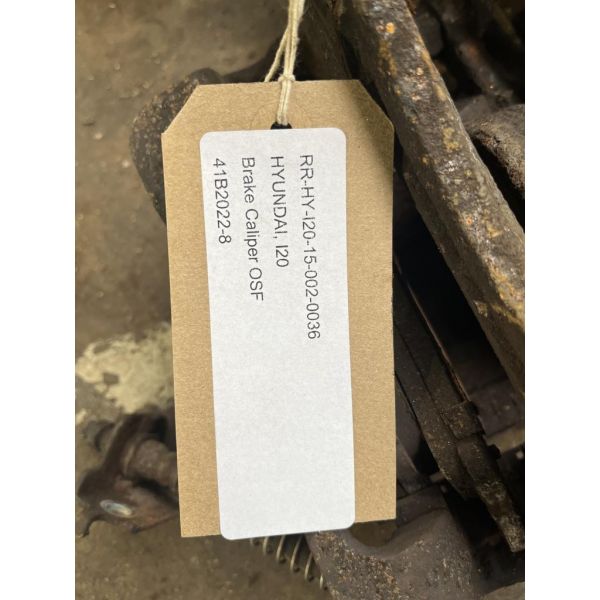 RR-HY-I20-15-002-0036
HYUNDAI, I20
Brake Caliper OSF
41B2022-8